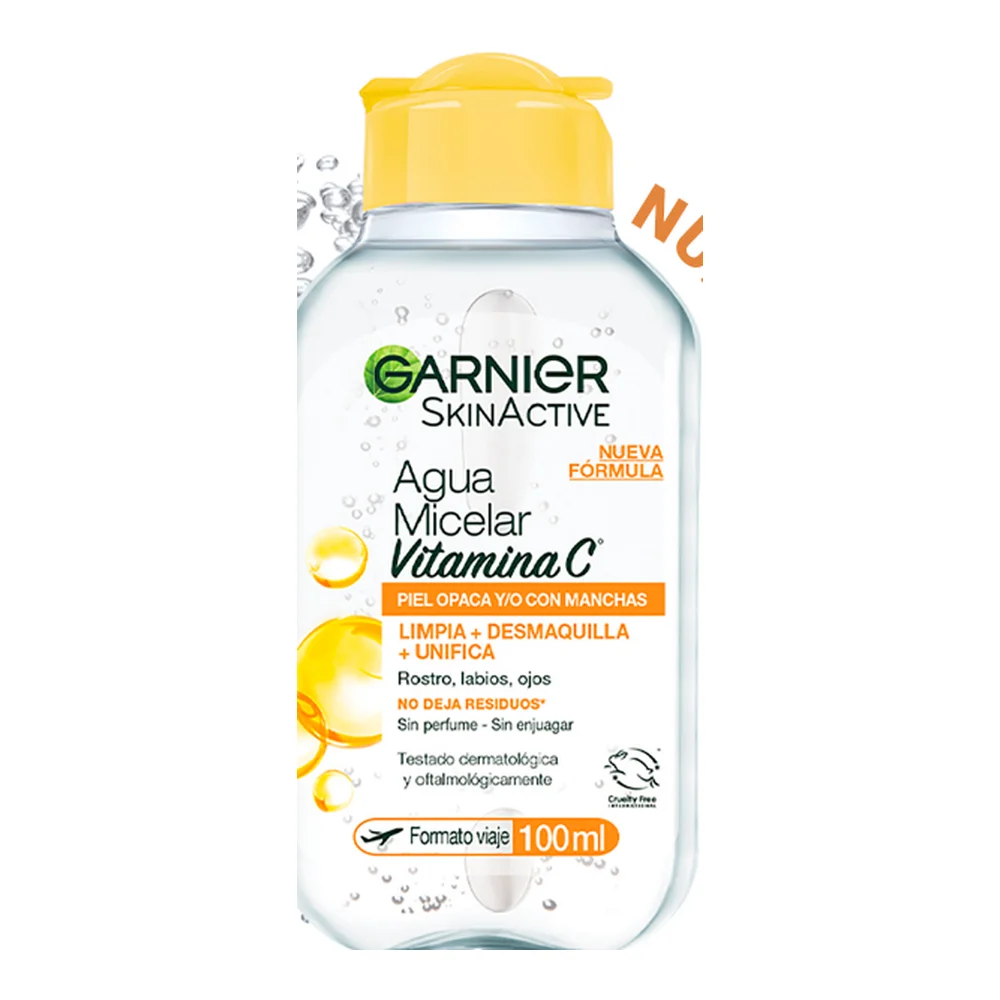 GARNIER
SKINACTIVE
NUEVA
FÓRMULA
Agua
Micelar
Vitamina C°
PIEL OPACA Y/O CON MANCHAS
LIMPIA + DESMAQUILLA
+ UNIFICA
Rostro, labios, ojos
NO DEJA RESIDUOS*
Sin perfume - Sin enjuagar
Testado dermatológica
y oftalmológicamente
Cruelty Free
INTERNATIONAL
Formato viaje 100ml